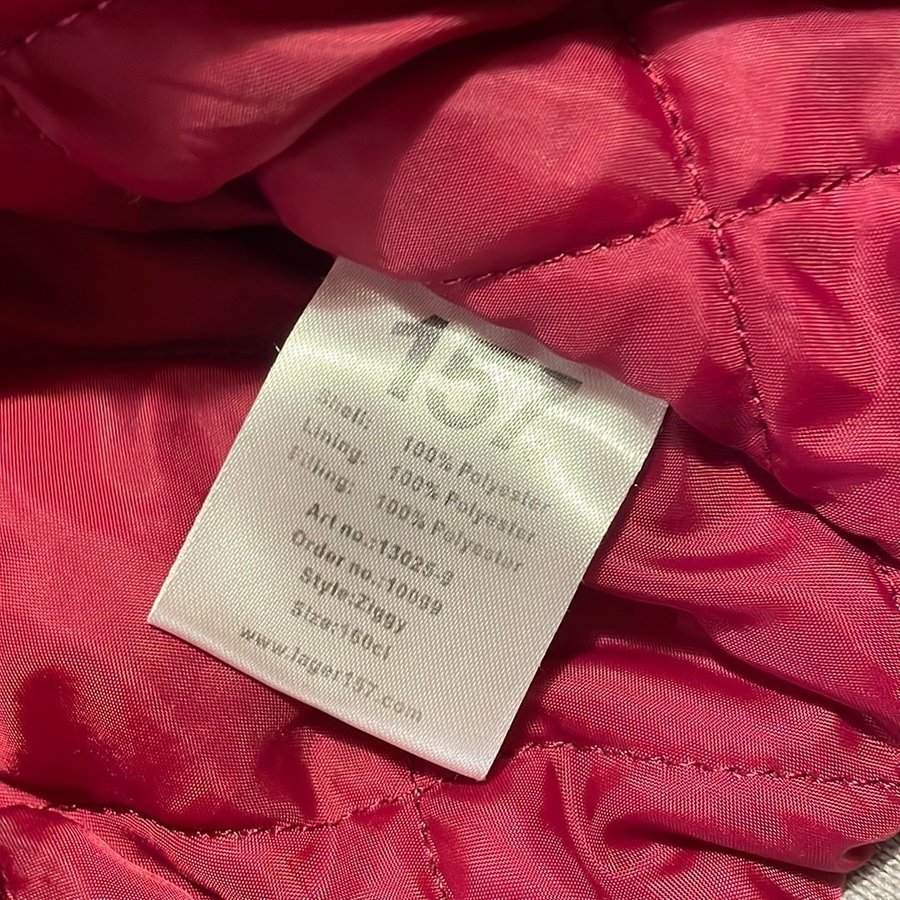 157
Shell: 100% Polyester
Lining: 100% Polyester
Filling: 100% Polyester
Art no.:13025-9
Order no.:10099
Style:Ziggy
Size:160cl
www.lager157.com